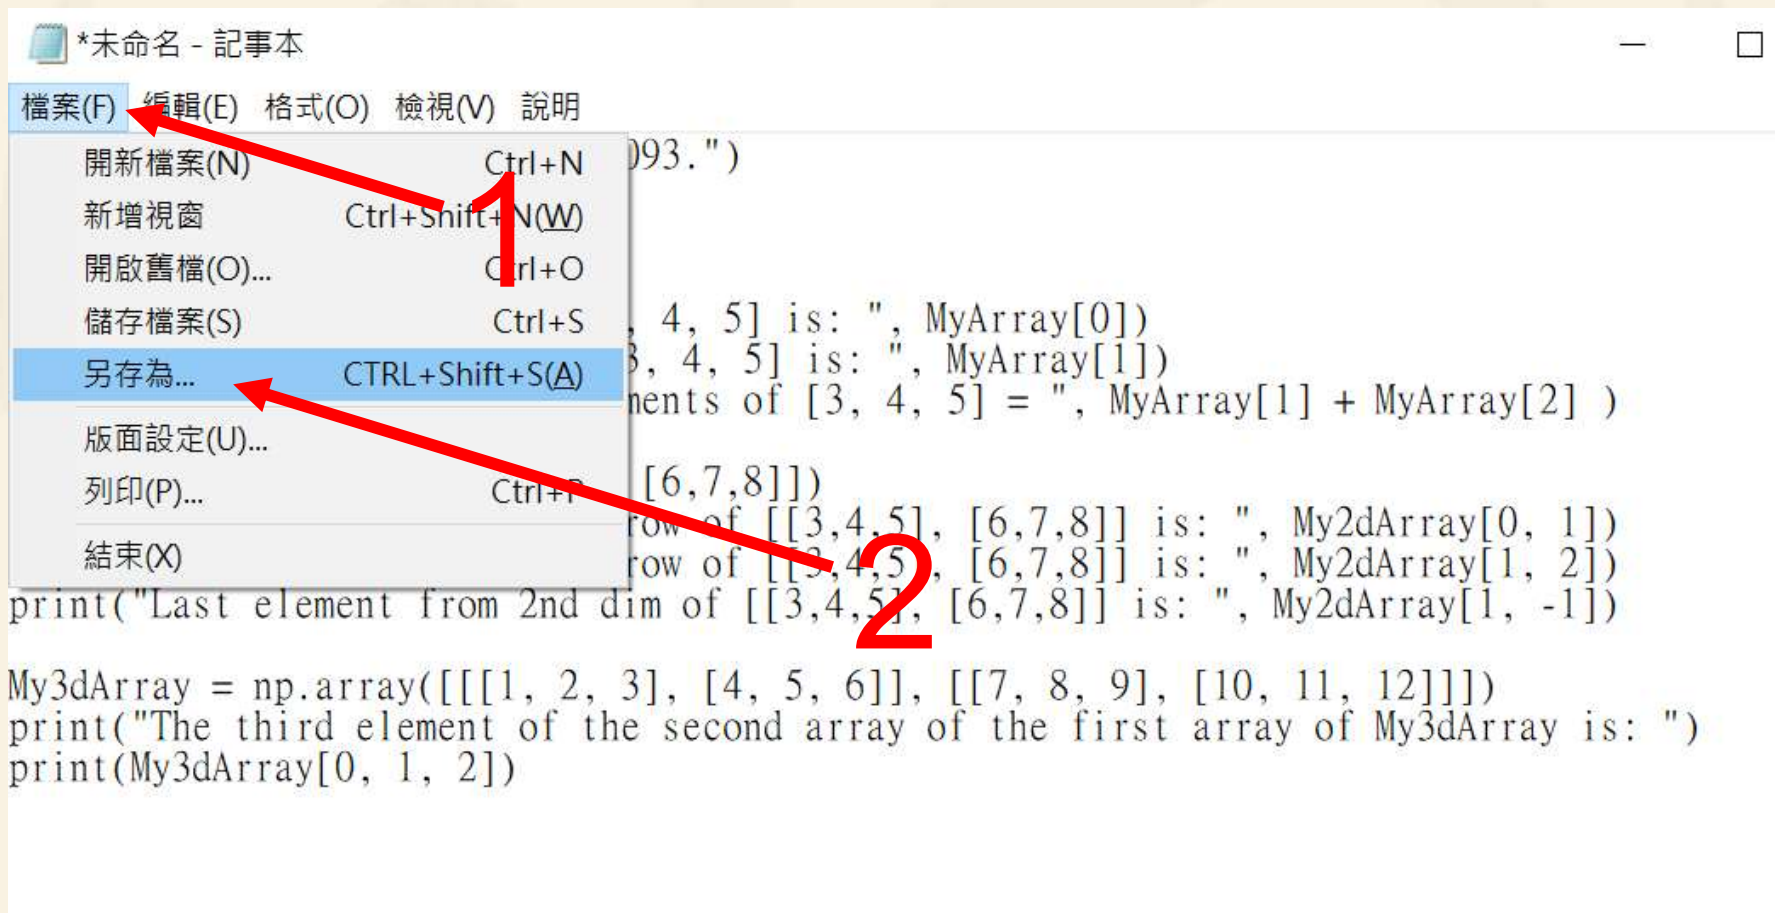 *未命名 - 記事本
檔案(F) 編輯(E) 格式(O) 檢視(V) 說明
開新檔案(N) Ctrl+N
新增視窗 Ctrl+Shift+N(W)
開啟舊檔(O)... Ctrl+O
儲存檔案(S) Ctrl+S
另存為... CTRL+Shift+S(A)
版面設定(U)...
列印(P)... Ctrl+P
結束(X)
1
2
093.")
, 4, 5] is: ", MyArray[0])
3, 4, 5] is: ", MyArray[1])
ments of [3, 4, 5] = ", MyArray[1] + MyArray[2] )
[6,7,8]])
row of [[3,4,5], [6,7,8]] is: ", My2dArray[0, 1])
row of [[3,4,5], [6,7,8]] is: ", My2dArray[1, 2])
print("Last element from 2nd dim of [[3,4,5], [6,7,8]] is: ", My2dArray[1, -1])
My3dArray = np.array([[[1, 2, 3], [4, 5, 6]], [[7, 8, 9], [10, 11, 12]]])
print("The third element of the second array of the first array of My3dArray is: ")
print(My3dArray[0, 1, 2])